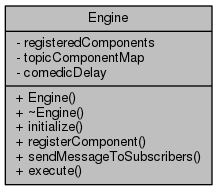 Engine
- registeredComponents
- topicComponentMap
- comedicDelay
+ Engine()
+ ~Engine()
+ initialize()
+ registerComponent()
+ sendMessageToSubscribers()
+ execute()